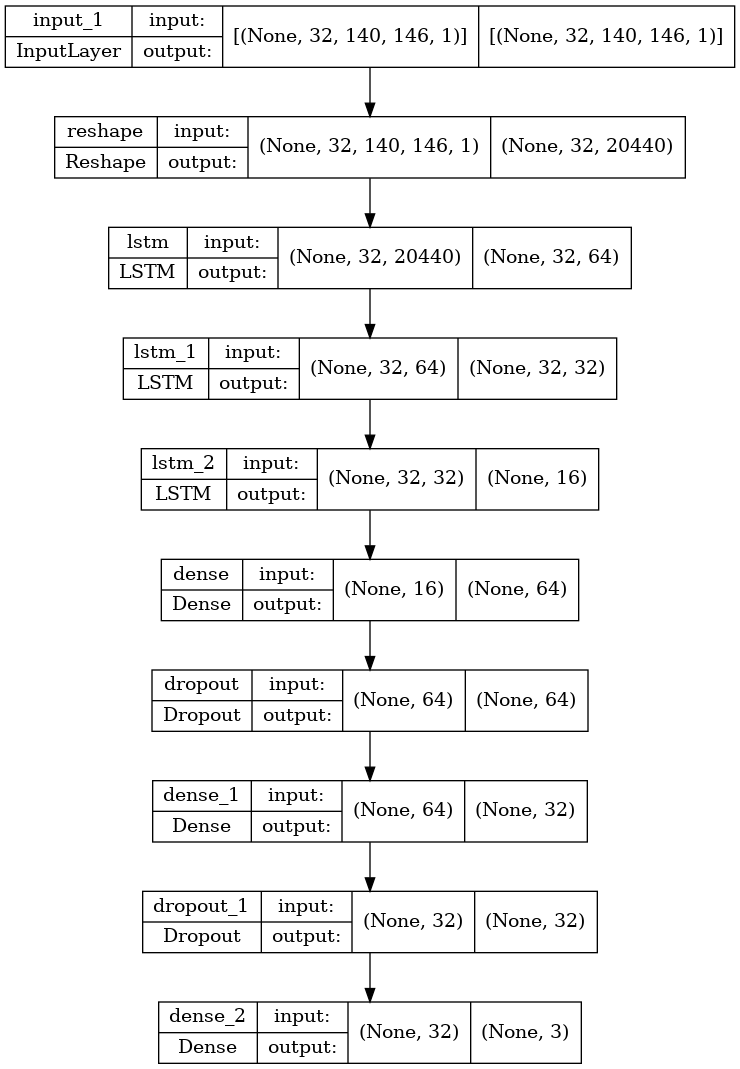 input_1 input: [(None, 32, 140, 146, 1)] [(None, 32, 140, 146, 1)]
InputLayer output:
reshape input: (None, 32, 140, 146, 1) (None, 32, 20440)
Reshape output:
lstm input: (None, 32, 20440) (None, 32, 64)
LSTM output:
lstm_1 input: (None, 32, 64) (None, 32, 32)
LSTM output:
lstm_2 input: (None, 32, 32) (None, 16)
LSTM output:
dense input: (None, 16) (None, 64)
Dense output:
dropout input: (None, 64) (None, 64)
Dropout output:
dense_1 input: (None, 64) (None, 32)
Dense output:
dropout_1 input: (None, 32) (None, 32)
Dropout output:
dense_2 input: (None, 32) (None, 3)
Dense output: